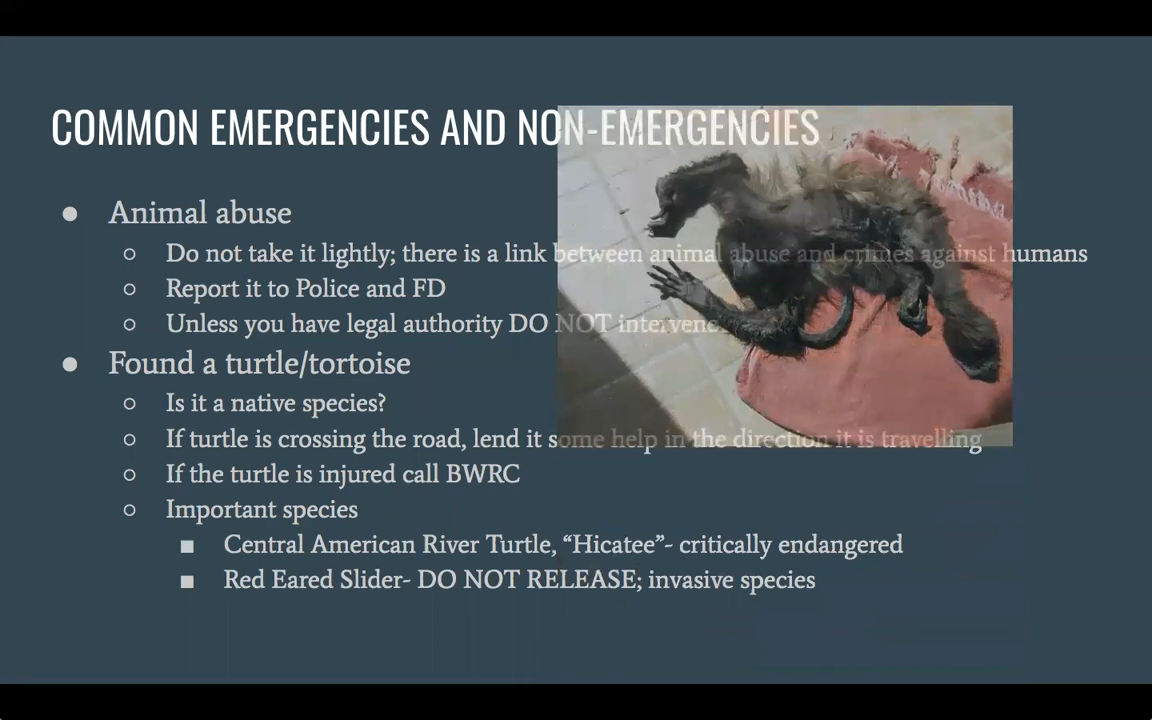 COMMON EMERGENCIES AND NON-EMERGENCIES
● Animal abuse
○ Do not take it lightly; there is a link between animal abuse and crimes against humans
○ Report it to Police and FD
○ Unless you have legal authority DO NOT intervene
● Found a turtle/tortoise
○ Is it a native species?
○ If turtle is crossing the road, lend it some help in the direction it is travelling
○ If the turtle is injured call BWRC
○ Important species
■ Central American River Turtle, “Hicatee”- critically endangered
■ Red Eared Slider- DO NOT RELEASE; invasive species